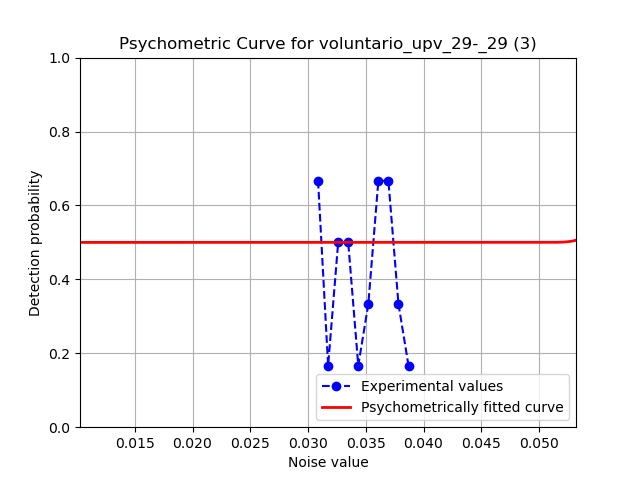 Psychometric Curve for voluntario_upv_29-_29 (3)
1.0
0.8
0.6
0.4
0.2
0.0
Detection probability
Experimental values
Psychometrically fitted curve
0.015 0.020 0.025 0.030 0.035 0.040 0.045 0.050
Noise value